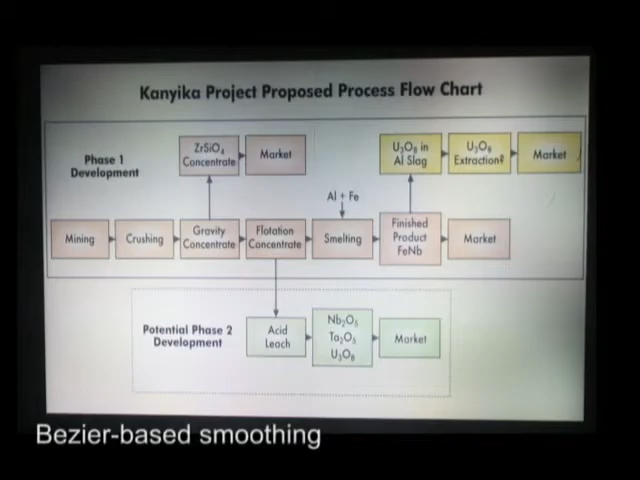 Kanyika Project Proposed Process Flow Chart
Phase 1
Development
ZrSiO₄
Concentrate
Market
U₃O₈ in
Al Slag
U₃O₈
Extraction?
Market
Al + Fe
Mining
Crushing
Gravity
Concentrate
Flotation
Concentrate
Smelting
Finished
Product
FeNb
Market
Potential Phase 2
Development
Acid
Leach
Nb₂O₅
Ta₂O₅
U₃O₈
Market
Bezier-based smoothing